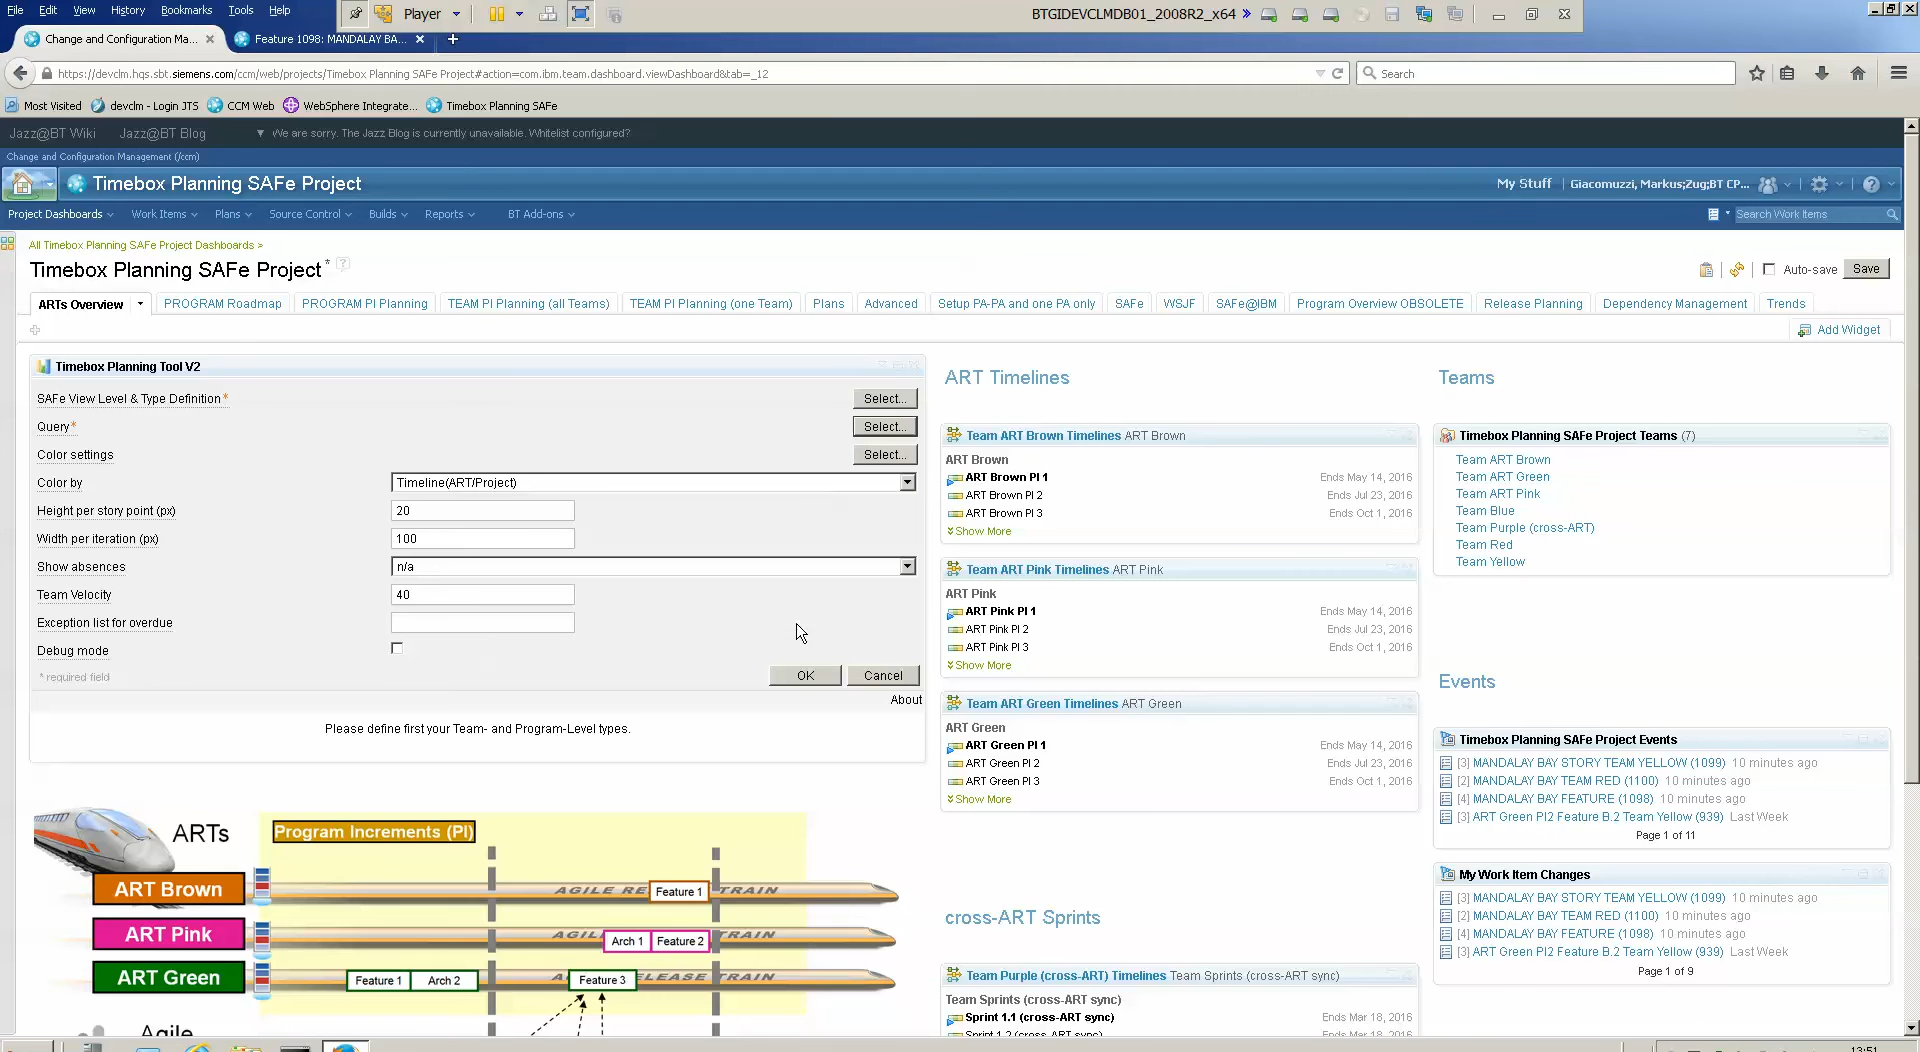 File Edit View History Bookmarks Tools Help
Player
BTGIDEVCLMDB01_2008R2_x64
Change and Configuration Ma...
Feature 1098: MANDALAY BA...
https://devclm.hqs.sbt.siemens.com/ccm/web/projects/Timebox Planning SAFe Project#action=com.ibm.team.dashboard.viewDashboard&tab=_12
Search
Most Visited devclm - Login JTS CCM Web WebSphere Integrate... Timebox Planning SAFe
Jazz@BT Wiki Jazz@BT Blog We are sorry. The Jazz Blog is currently unavailable. Whitelist configured?
Change and Configuration Management (/ccm)
Timebox Planning SAFe Project
My Stuff Giacomuzzi, Markus;Zug;BT CP...
Project Dashboards Work Items Plans Source Control Builds Reports BT Add-ons
Search Work Items
All Timebox Planning SAFe Project Dashboards >
Timebox Planning SAFe Project *
Auto-save Save
ARTs Overview PROGRAM Roadmap PROGRAM PI Planning TEAM PI Planning (all Teams) TEAM PI Planning (one Team) Plans Advanced Setup PA-PA and one PA only SAFe WSJF SAFe@IBM Program Overview OBSOLETE Release Planning Dependency Management Trends
Add Widget
Timebox Planning Tool V2
SAFe View Level & Type Definition* Select...
Query* Select...
Color settings Select...
Color by Timeline(ART/Project)
Height per story point (px) 20
Width per iteration (px) 100
Show absences n/a
Team Velocity 40
Exception list for overdue
Debug mode
* required field
OK Cancel
About
Please define first your Team- and Program-Level types.
ARTs
Program Increments (PI)
ART Brown
AGILE RE TRAIN
Feature 1
ART Pink
AGIL TRAIN
Arch 1 Feature 2
ART Green
Feature 1 Arch 2
A ELEASE TRAIN
Feature 3
Agile
ART Timelines
Team ART Brown Timelines ART Brown
ART Brown
ART Brown PI 1 Ends May 14, 2016
ART Brown PI 2 Ends Jul 23, 2016
ART Brown PI 3 Ends Oct 1, 2016
Show More
Team ART Pink Timelines ART Pink
ART Pink
ART Pink PI 1 Ends May 14, 2016
ART Pink PI 2 Ends Jul 23, 2016
ART Pink PI 3 Ends Oct 1, 2016
Show More
Team ART Green Timelines ART Green
ART Green
ART Green PI 1 Ends May 14, 2016
ART Green PI 2 Ends Jul 23, 2016
ART Green PI 3 Ends Oct 1, 2016
Show More
cross-ART Sprints
Team Purple (cross-ART) Timelines Team Sprints (cross-ART sync)
Team Sprints (cross-ART sync)
Sprint 1.1 (cross-ART sync) Ends Mar 18, 2016
Sprint 1.2 (cross-ART sync) Ends Mar 18, 2016
Teams
Timebox Planning SAFe Project Teams (7)
Team ART Brown
Team ART Green
Team ART Pink
Team Blue
Team Purple (cross-ART)
Team Red
Team Yellow
Events
Timebox Planning SAFe Project Events
[3] MANDALAY BAY STORY TEAM YELLOW (1099) 10 minutes ago
[2] MANDALAY BAY TEAM RED (1100) 10 minutes ago
[4] MANDALAY BAY FEATURE (1098) 10 minutes ago
[3] ART Green PI2 Feature B.2 Team Yellow (939) Last Week
Page 1 of 11
My Work Item Changes
[3] MANDALAY BAY STORY TEAM YELLOW (1099) 10 minutes ago
[2] MANDALAY BAY TEAM RED (1100) 10 minutes ago
[4] MANDALAY BAY FEATURE (1098) 10 minutes ago
[3] ART Green PI2 Feature B.2 Team Yellow (939) Last Week
Page 1 of 9
13:51